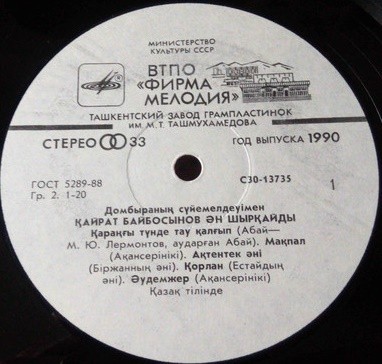 МИНИСТЕРСТВО
КУЛЬТУРЫ СССР
ВТПО
«ФИРМА
МЕЛОДИЯ»
ТАШКЕНТСКИЙ ЗАВОД ГРАМПЛАСТИНОК
ИМ. М. Т. ТАШМУХАМЕДОВА
СТЕРЕО 33
ГОД ВЫПУСКА 1990
ГОСТ 5289-88
Гр. 2. 1-20
С30-13735
1
Домбыраның сүйемелдеуімен
ҚАЙРАТ БАЙБОСЫНОВ ӘН ШЫРҚАЙДЫ
Қараңғы түнде тау қалғып (Абай—
М. Ю. Лермонтов, аударған Абай). Мақпал
(Ақансерінікі). Ақтентек әні
(Біржанның әні). Қорлан (Естайдың
әні). Әудемжер (Ақансерінікі)
Қазақ тілінде